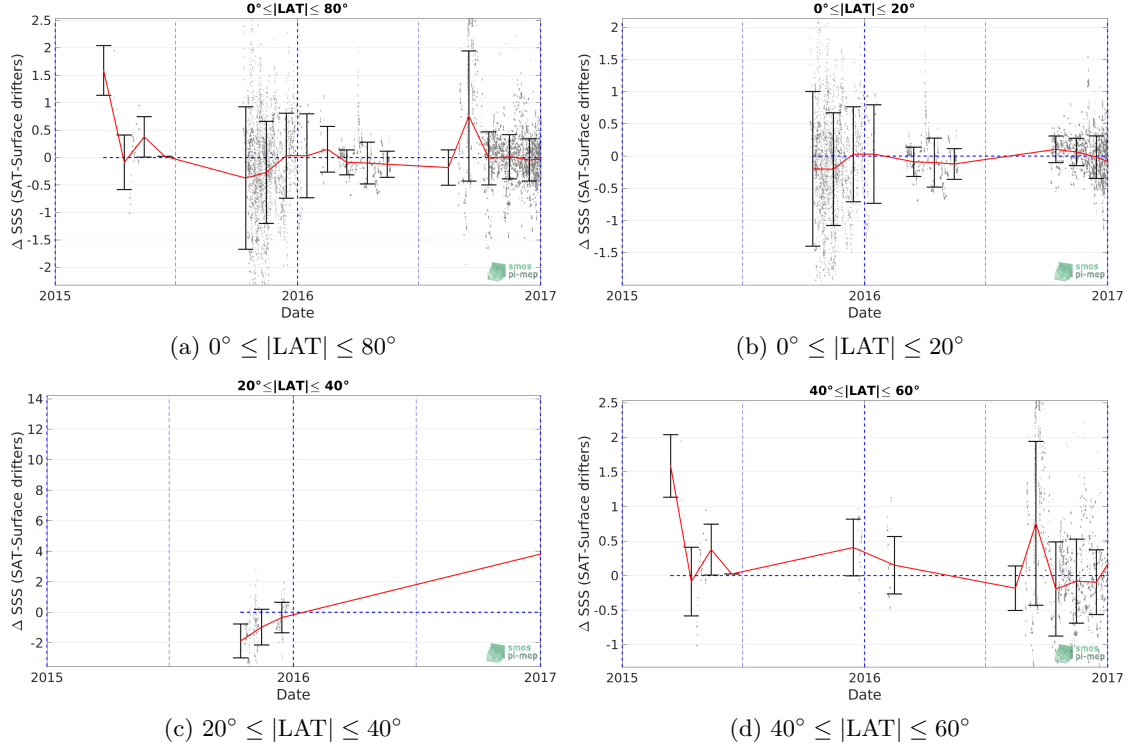 0°≤|LAT|≤ 80°
Δ SSS (SAT-Surface drifters)
2.5
2
1.5
1
0.5
0
-0.5
-1
-1.5
-2
2015
2016
2017
Date
smos
pi-mep
(a) 0° ≤ |LAT| ≤ 80°
0°≤|LAT|≤ 20°
Δ SSS (SAT-Surface drifters)
2
1.5
1
0.5
0
-0.5
-1
-1.5
2015
2016
2017
Date
smos
pi-mep
(b) 0° ≤ |LAT| ≤ 20°
20°≤|LAT|≤ 40°
Δ SSS (SAT-Surface drifters)
14
12
10
8
6
4
2
0
-2
2015
2016
2017
Date
smos
pi-mep
(c) 20° ≤ |LAT| ≤ 40°
40°≤|LAT|≤ 60°
Δ SSS (SAT-Surface drifters)
2.5
2
1.5
1
0.5
0
-0.5
-1
2015
2016
2017
Date
smos
pi-mep
(d) 40° ≤ |LAT| ≤ 60°